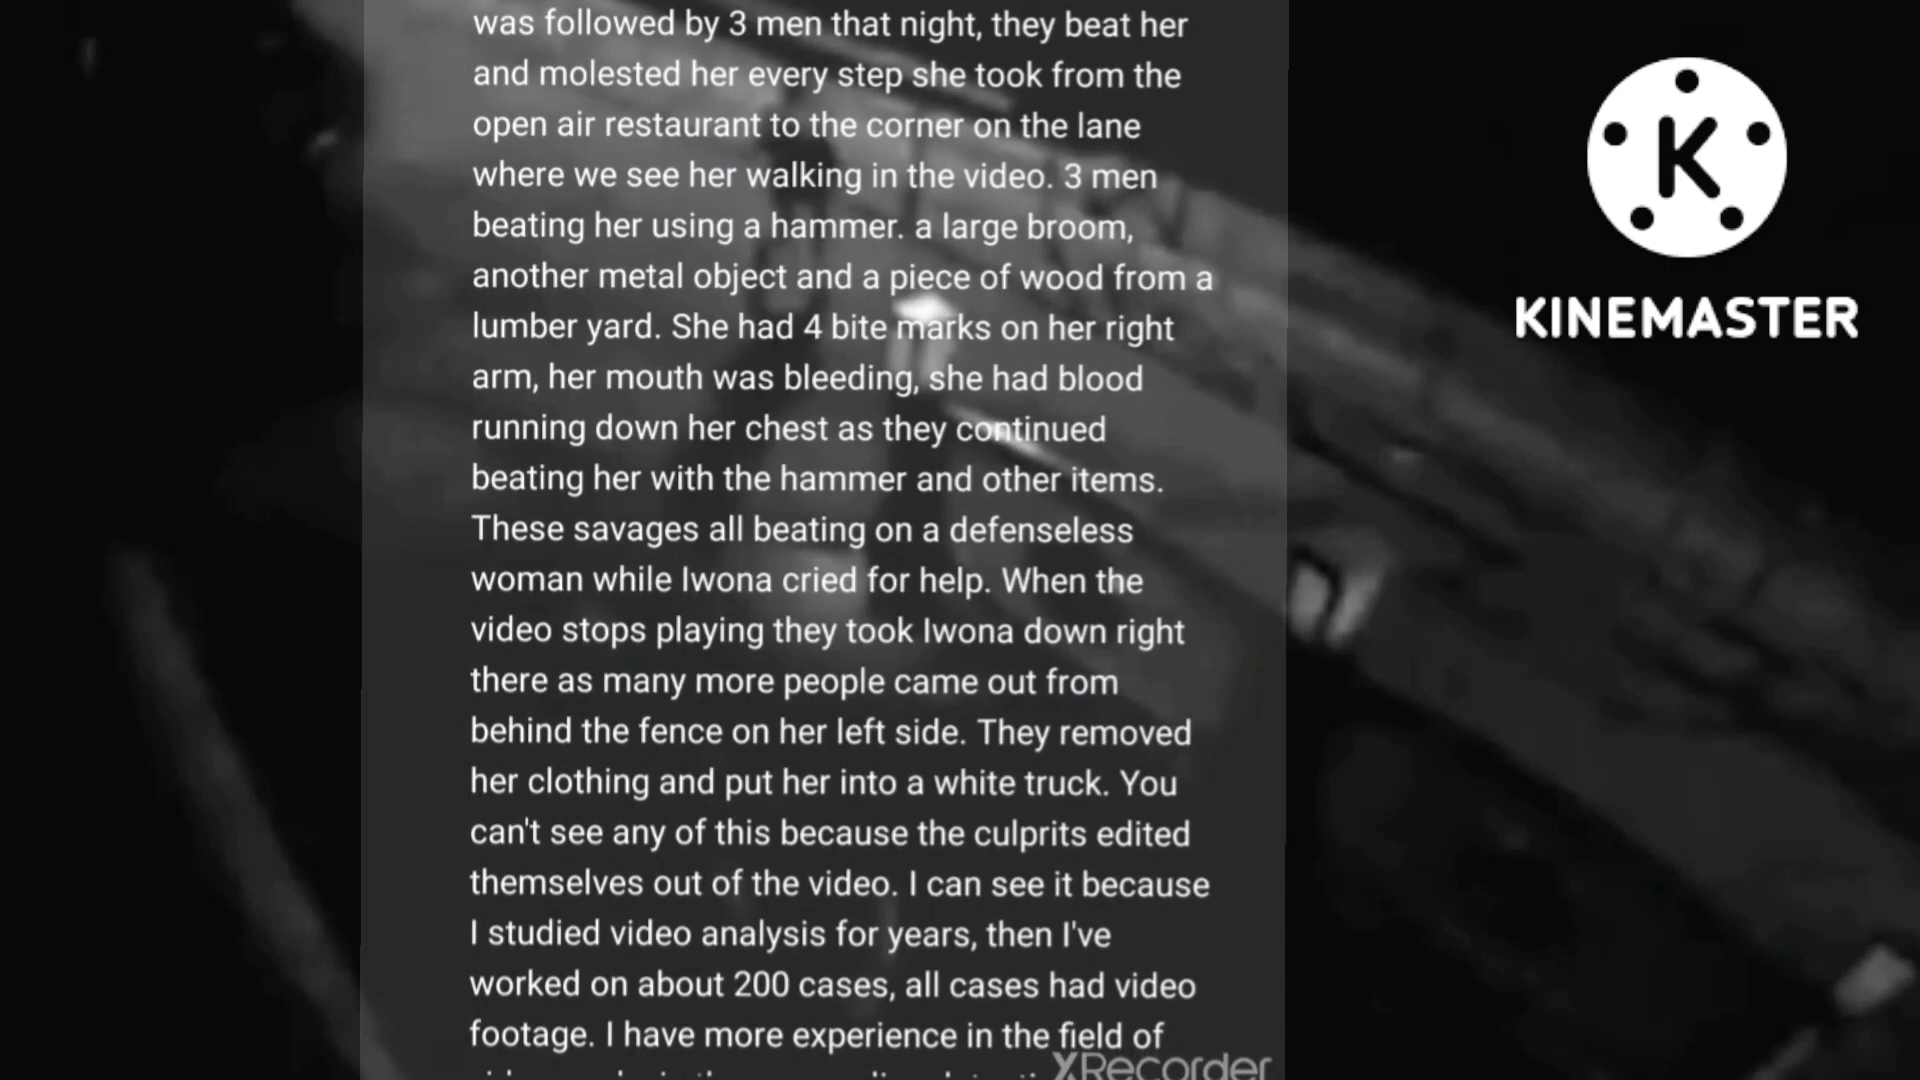 was followed by 3 men that night, they beat her
and molested her every step she took from the
open air restaurant to the corner on the lane
where we see her walking in the video. 3 men
beating her using a hammer. a large broom,
another metal object and a piece of wood from a
lumber yard. She had 4 bite marks on her right
arm, her mouth was bleeding, she had blood
running down her chest as they continued
beating her with the hammer and other items.
These savages all beating on a defenseless
woman while Iwona cried for help. When the
video stops playing they took Iwona down right
there as many more people came out from
behind the fence on her left side. They removed
her clothing and put her into a white truck. You
can't see any of this because the culprits edited
themselves out of the video. I can see it because
I studied video analysis for years, then I've
worked on about 200 cases, all cases had video
footage. I have more experience in the field of
XRecorder
K
KINEMASTER